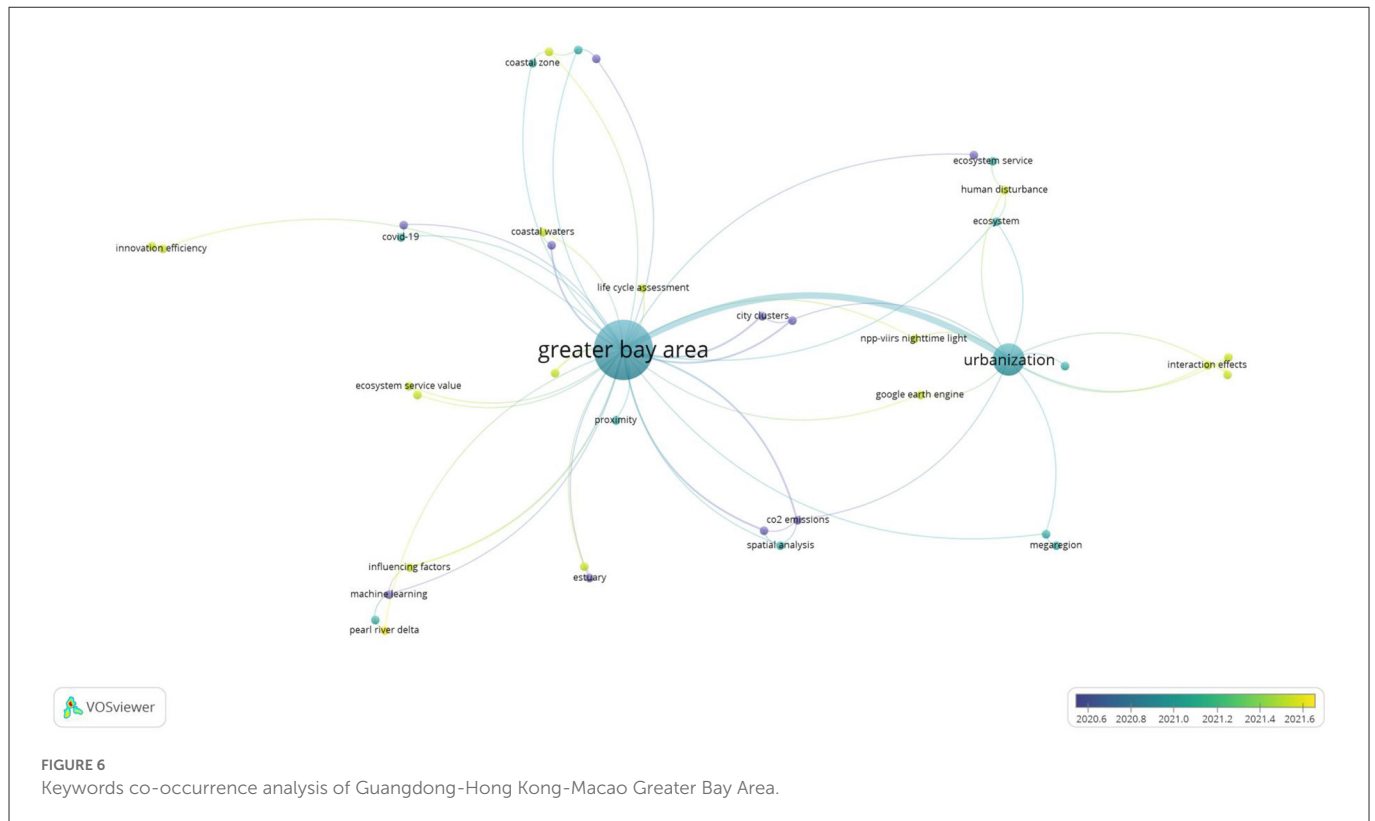 coastal zone
ecosystem service
human disturbance
ecosystem
coastal waters
covid-19
innovation efficiency
life cycle assessment
city clusters
npp-viirs nighttime light
greater bay area
urbanization
interaction effects
ecosystem service value
google earth engine
proximity
co2 emissions
spatial analysis
megaregion
influencing factors
estuary
machine learning
pearl river delta
VOSviewer
2020.6 2020.8 2021.0 2021.2 2021.4 2021.6
FIGURE 6
Keywords co-occurrence analysis of Guangdong-Hong Kong-Macao Greater Bay Area.